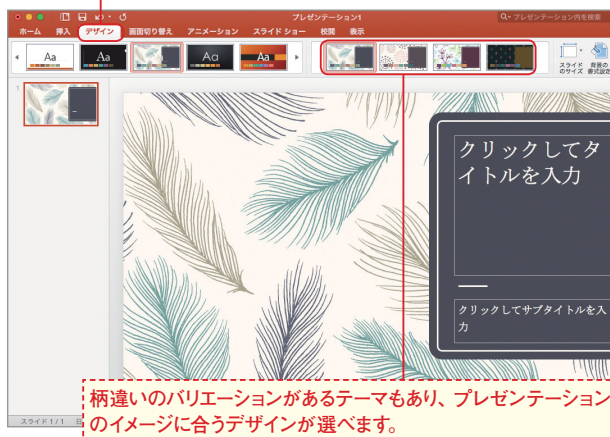 プレゼンテーション1
プレゼンテーション内を検索
ホーム 挿入 デザイン 画面切り替え アニメーション スライド ショー 校閲 表示
Aa Aa Aa Aa
スライド
のサイズ
背景の
書式設定
1
クリックしてタ
イトルを入力
クリックしてサブタイトルを入
力
柄違いのバリエーションがあるテーマもあり、プレゼンテーション
のイメージに合うデザインが選べます。
スライド 1 / 1